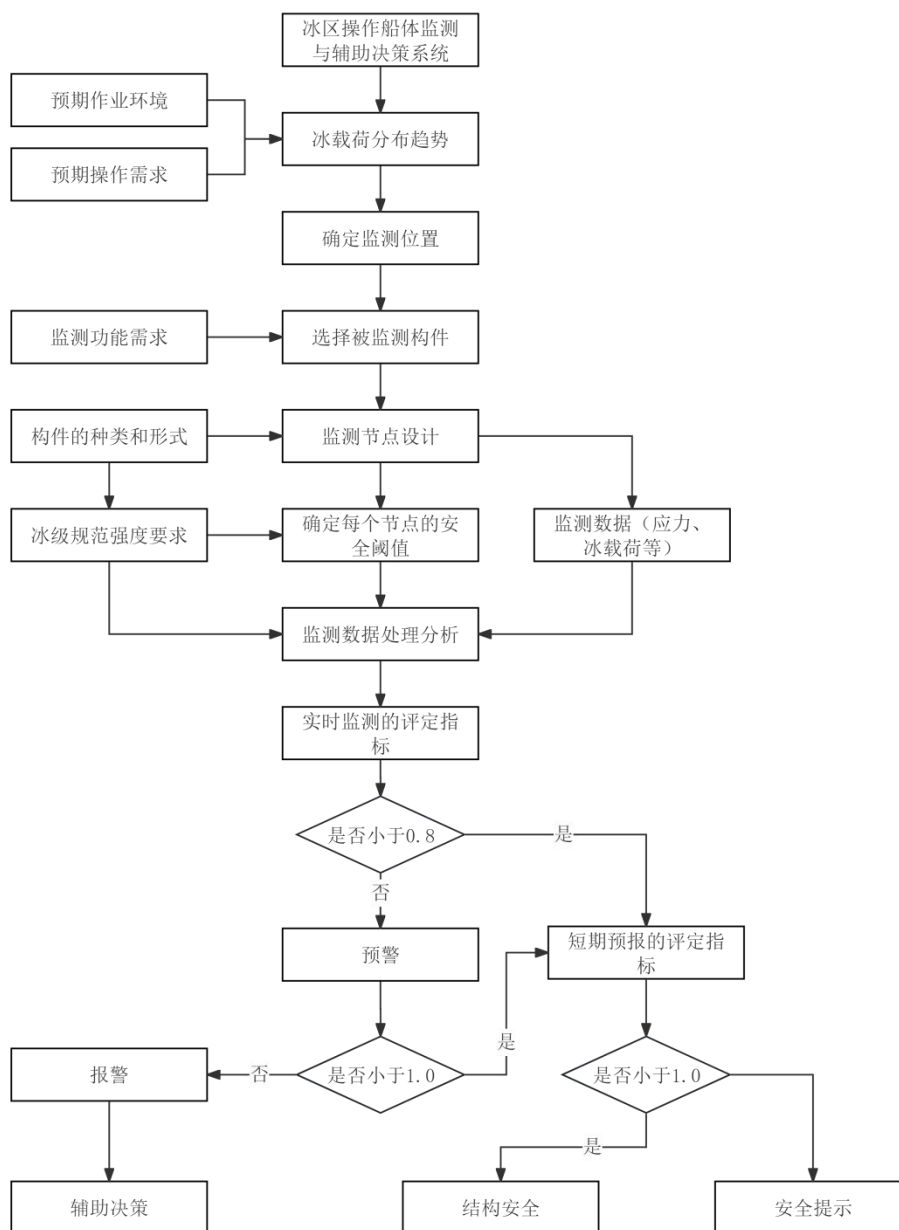 冰区操作船体监测
与辅助决策系统
预期作业环境
冰载荷分布趋势
预期操作需求
确定监测位置
监测功能需求
选择被监测构件
构件的种类和形式
监测节点设计
冰级规范强度要求
确定每个节点的安
全阈值
监测数据（应力、
冰载荷等）
监测数据处理分析
实时监测的评定指
标
是否小于0.8
是
否
预警
短期预报的评定指
标
是
报警
否
是否小于1.0
是否小于1.0
是
辅助决策
结构安全
安全提示